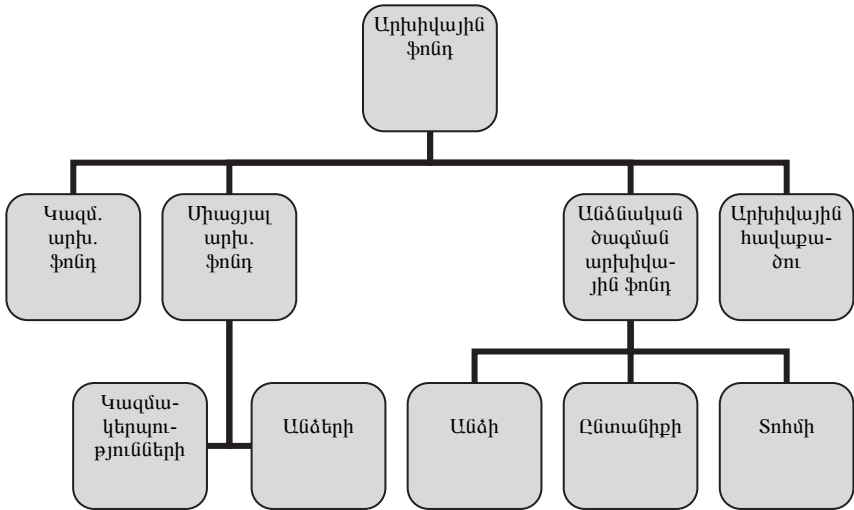 Արխիվային
ֆոնդ
Կազմ.
արխ.
ֆոնդ
Միացյալ
արխ.
ֆոնդ
Անձնական
ծագման
արխիվա-
յին ֆոնդ
Արխիվային
հավաքա-
ծու
Կազմա-
կերպու-
թյունների
Անձերի
Անձի
Ընտանիքի
Տոհմի